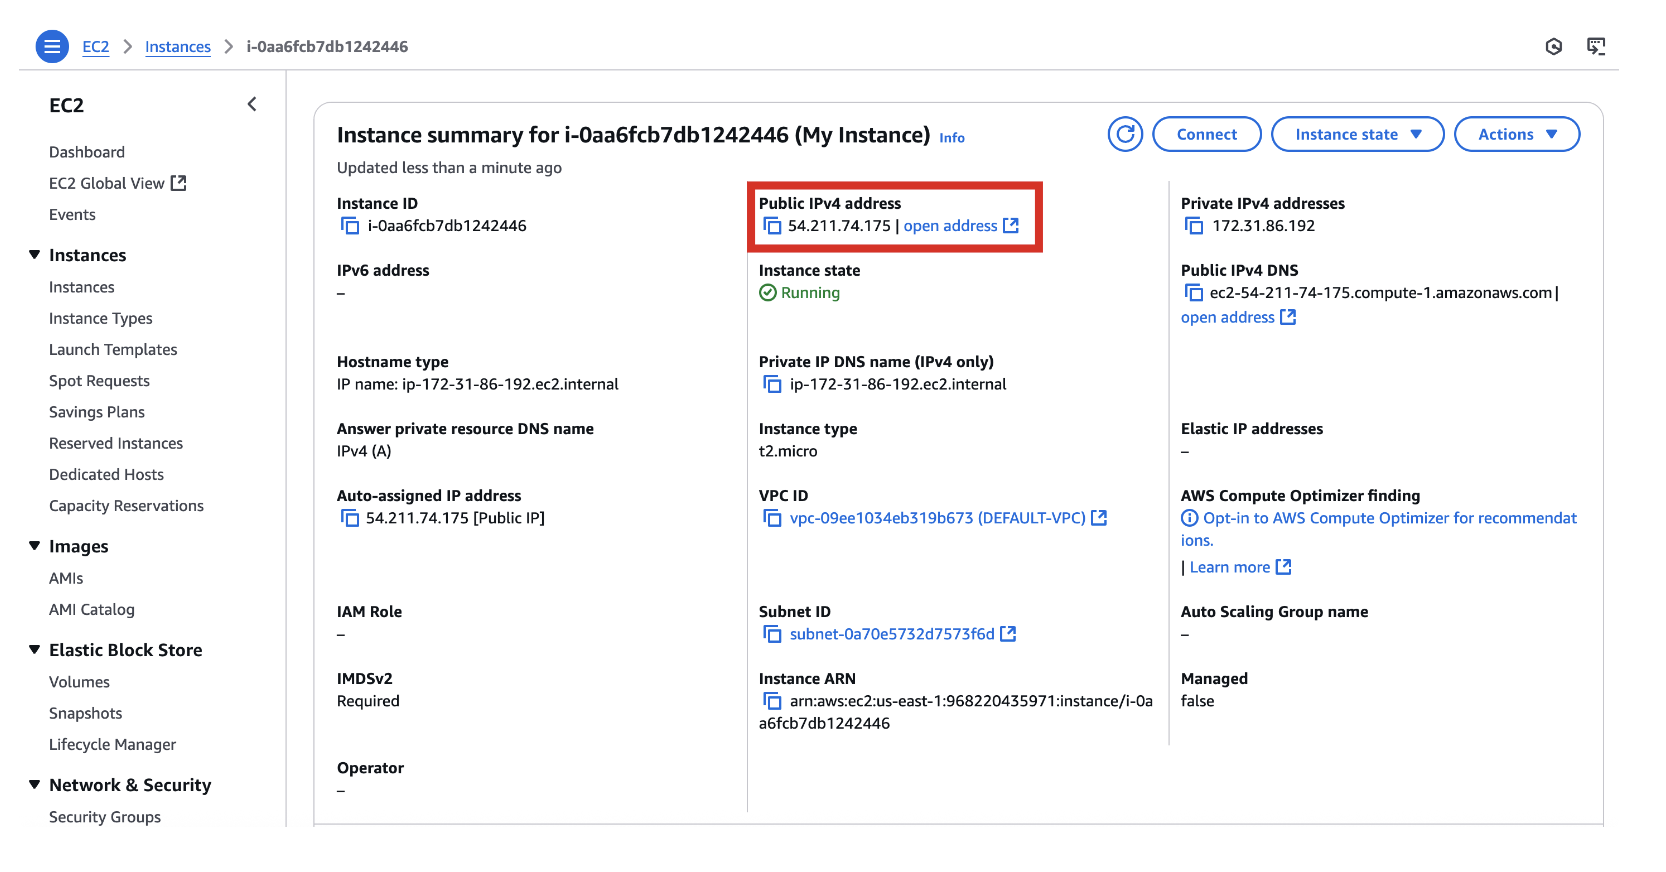 EC2 > Instances > i-0aa6fcb7db1242446
EC2
Dashboard
EC2 Global View
Events
Instances
Instances
Instance Types
Launch Templates
Spot Requests
Savings Plans
Reserved Instances
Dedicated Hosts
Capacity Reservations
Images
AMIs
AMI Catalog
Elastic Block Store
Volumes
Snapshots
Lifecycle Manager
Network & Security
Security Groups
Instance summary for i-0aa6fcb7db1242446 (My Instance) Info
Connect
Instance state
Actions
Updated less than a minute ago
Instance ID
i-0aa6fcb7db1242446
Public IPv4 address
54.211.74.175 | open address
Private IPv4 addresses
172.31.86.192
IPv6 address
–
Instance state
Running
Public IPv4 DNS
ec2-54-211-74-175.compute-1.amazonaws.com |
open address
Hostname type
IP name: ip-172-31-86-192.ec2.internal
Private IP DNS name (IPv4 only)
ip-172-31-86-192.ec2.internal
Answer private resource DNS name
IPv4 (A)
Instance type
t2.micro
Elastic IP addresses
–
Auto-assigned IP address
54.211.74.175 [Public IP]
VPC ID
vpc-09ee1034eb319b673 (DEFAULT-VPC)
AWS Compute Optimizer finding
Opt-in to AWS Compute Optimizer for recommendat
ions.
| Learn more
IAM Role
–
Subnet ID
subnet-0a70e5732d7573f6d
Auto Scaling Group name
–
IMDSv2
Required
Instance ARN
arn:aws:ec2:us-east-1:968220435971:instance/i-0a
a6fcb7db1242446
Managed
false
Operator
–